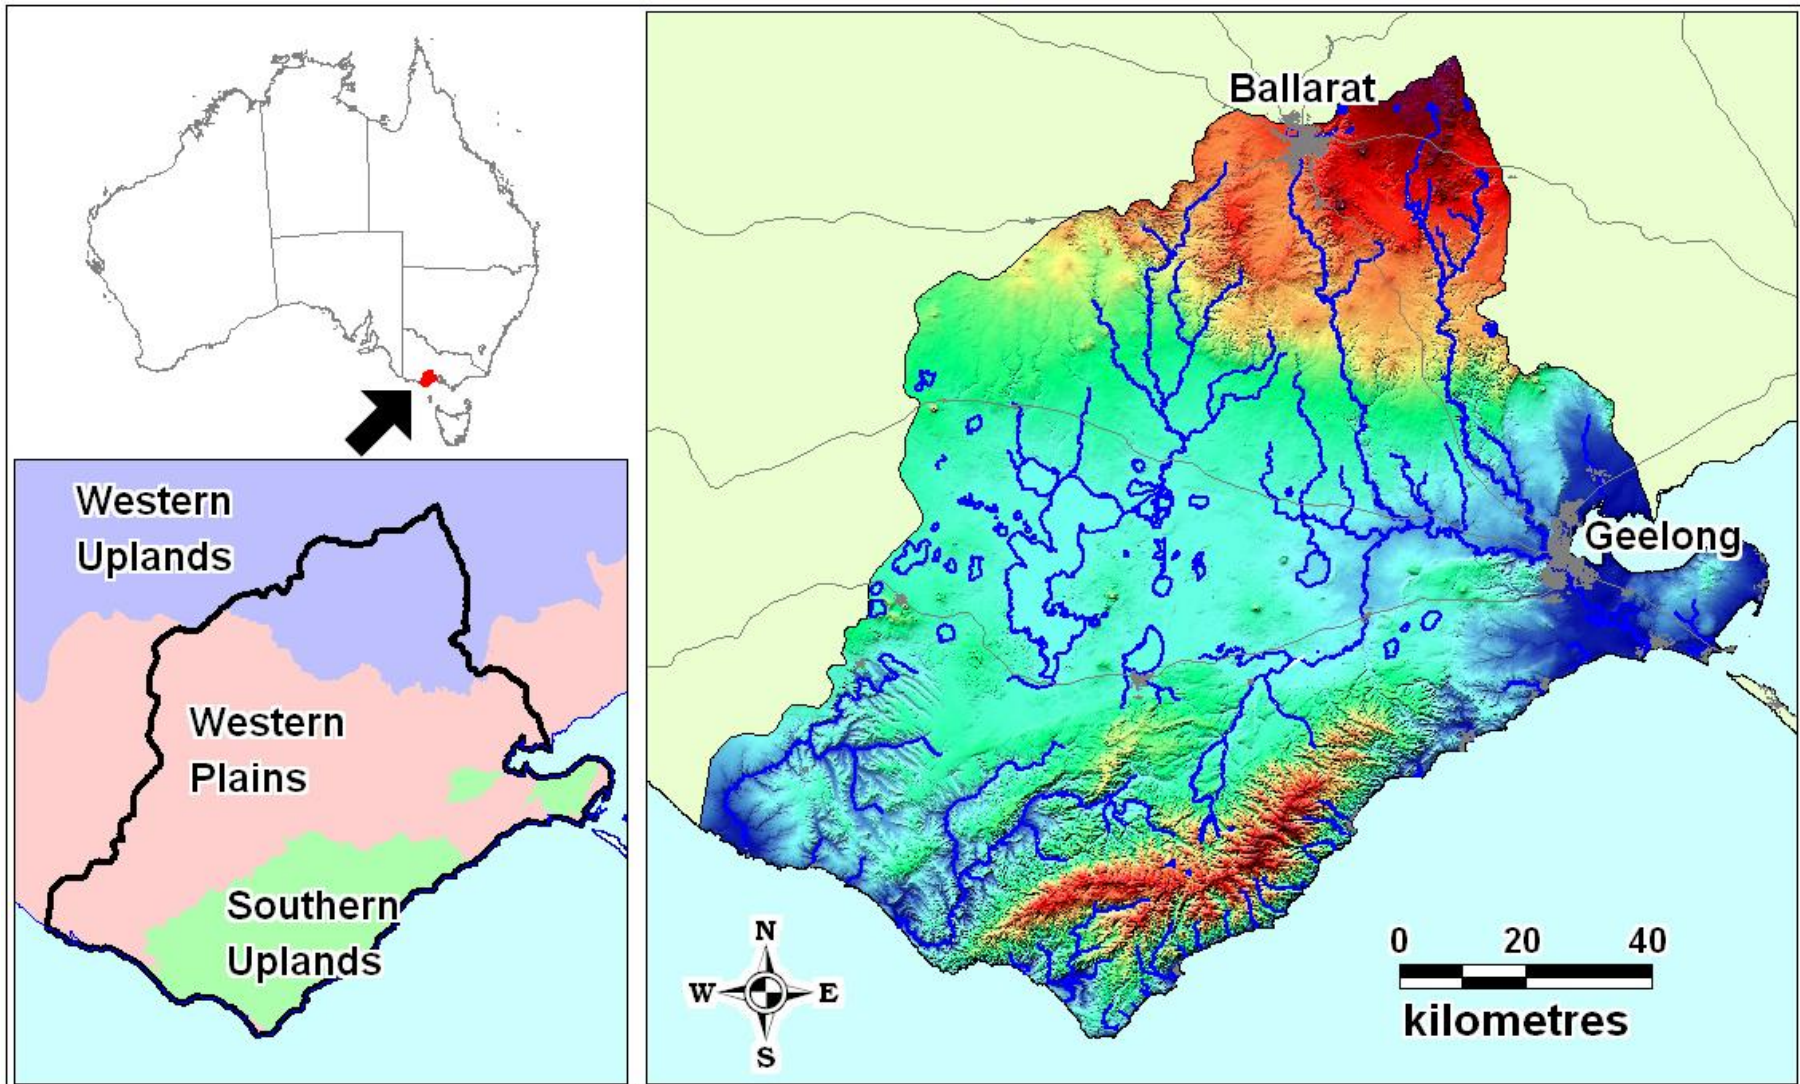 Western
Uplands
Western
Plains
Southern
Uplands
Ballarat
Geelong
N
W E
S
0 20 40
kilometres